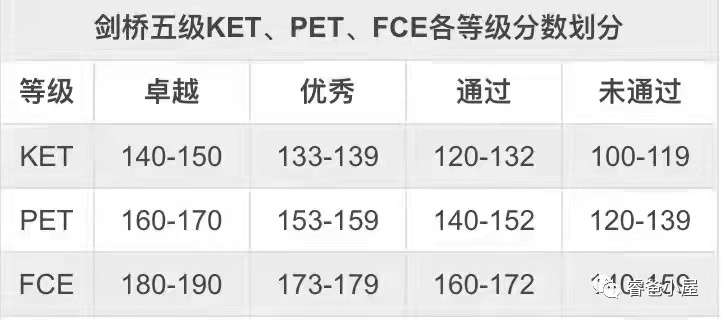 剑桥五级KET、PET、FCE各等级分数划分
等级 卓越 优秀 通过 未通过
KET 140-150 133-139 120-132 100-119
PET 160-170 153-159 140-152 120-139
FCE 180-190 173-179 160-172 140-159
睿爸小屋